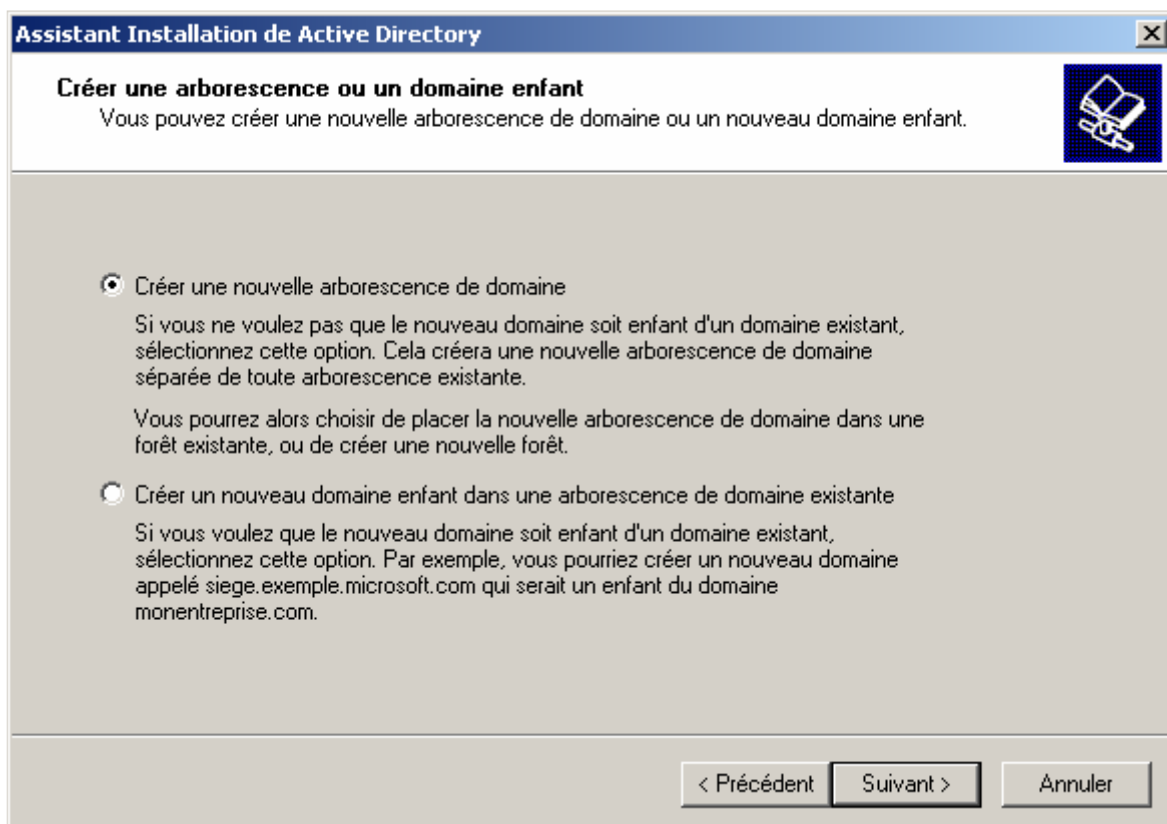 Assistant Installation de Active Directory
Créer une arborescence ou un domaine enfant
Vous pouvez créer une nouvelle arborescence de domaine ou un nouveau domaine enfant.
Créer une nouvelle arborescence de domaine
Si vous ne voulez pas que le nouveau domaine soit enfant d'un domaine existant,
sélectionnez cette option. Cela créera une nouvelle arborescence de domaine
séparée de toute arborescence existante.
Vous pourrez alors choisir de placer la nouvelle arborescence de domaine dans une
forêt existante, ou de créer une nouvelle forêt.
Créer un nouveau domaine enfant dans une arborescence de domaine existante
Si vous voulez que le nouveau domaine soit enfant d'un domaine existant,
sélectionnez cette option. Par exemple, vous pourriez créer un nouveau domaine
appelé siege.exemple.microsoft.com qui serait un enfant du domaine
monentreprise.com.
< Précédent Suivant > Annuler